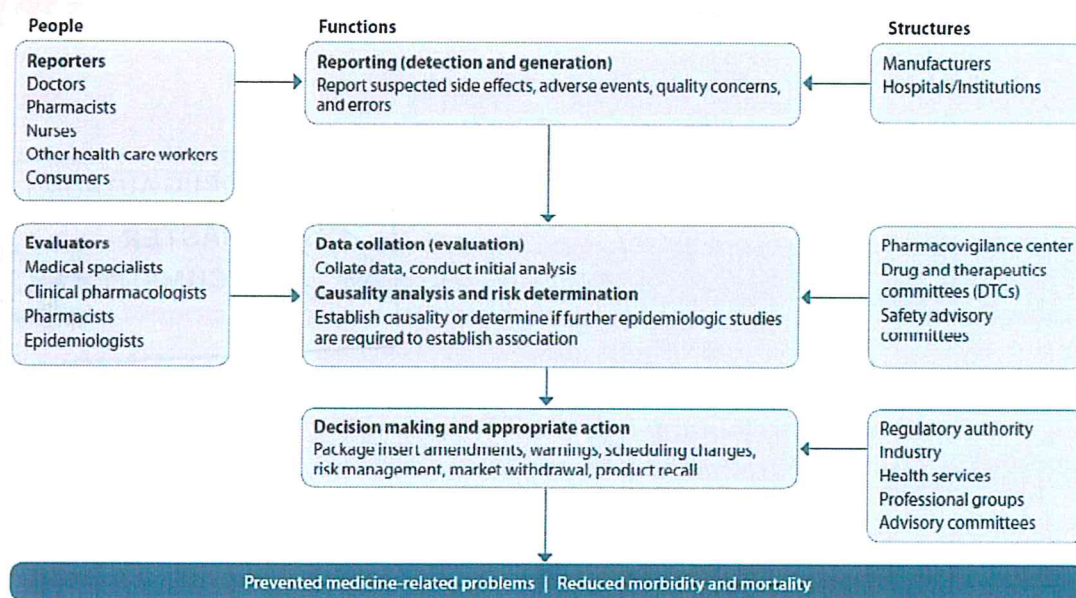 People
Functions
Structures
Reporters
Doctors
Pharmacists
Nurses
Other health care workers
Consumers
Reporting (detection and generation)
Report suspected side effects, adverse events, quality concerns,
and errors
Manufacturers
Hospitals/Institutions
Evaluators
Medical specialists
Clinical pharmacologists
Pharmacists
Epidemiologists
Data collation (evaluation)
Collate data, conduct initial analysis
Causality analysis and risk determination
Establish causality or determine if further epidemiologic studies
are required to establish association
Pharmacovigilance center
Drug and therapeutics
committees (DTCs)
Safety advisory
committees
Decision making and appropriate action
Package insert amendments, warnings, scheduling changes,
risk management, market withdrawal, product recall
Regulatory authority
Industry
Health services
Professional groups
Advisory committees
Prevented medicine-related problems | Reduced morbidity and mortality